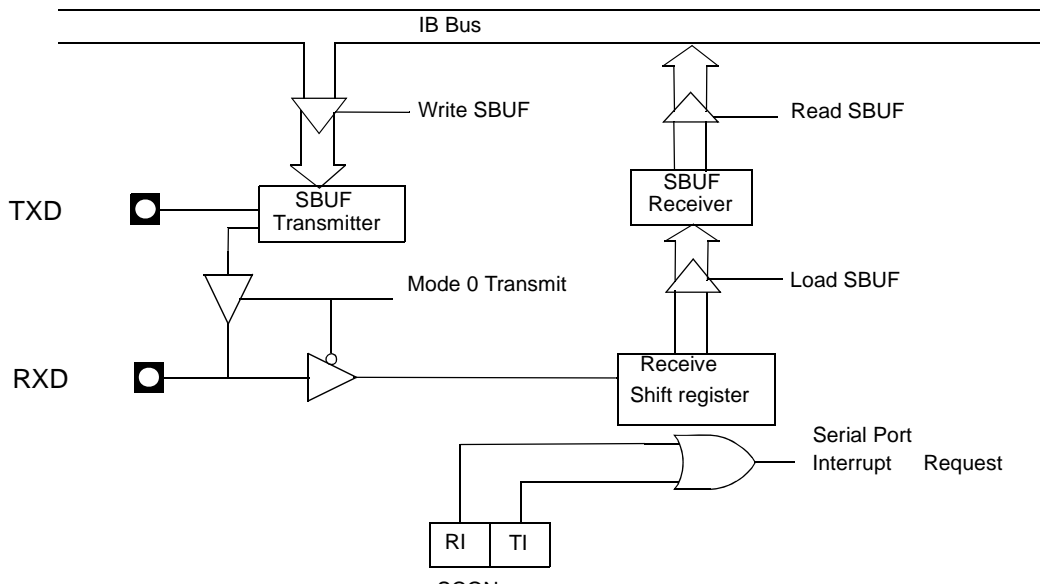 IB Bus
Write SBUF
Read SBUF
SBUF
Transmitter
SBUF
Receiver
TXD
Mode 0 Transmit
Load SBUF
RXD
Receive
Shift register
Serial Port
Interrupt Request
RI
TI